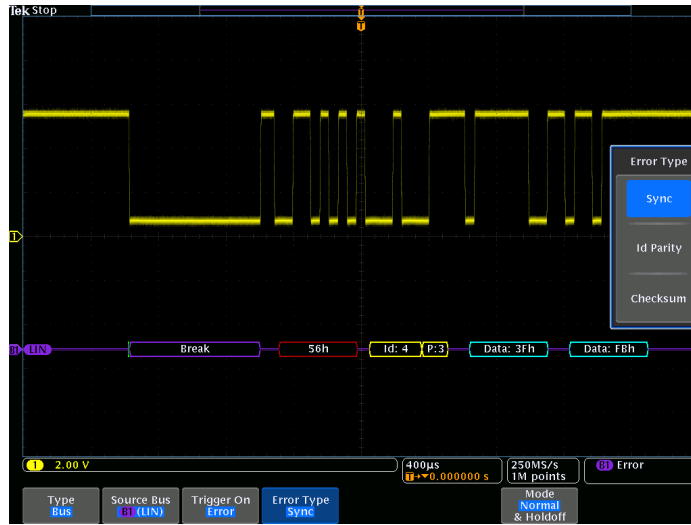 Tek Stop
T
T
Error Type
Sync
Id Parity
Checksum
1
B1 LIN
Break
56h
Id: 4
P:3
Data: 3Fh
Data: FBh
1 2.00 V
400µs
T→▼0.000000 s
250MS/s
1M points
B1 Error
Type
Bus
Source Bus
B1 (LIN)
Trigger On
Error
Error Type
Sync
Mode
Normal
& Holdoff